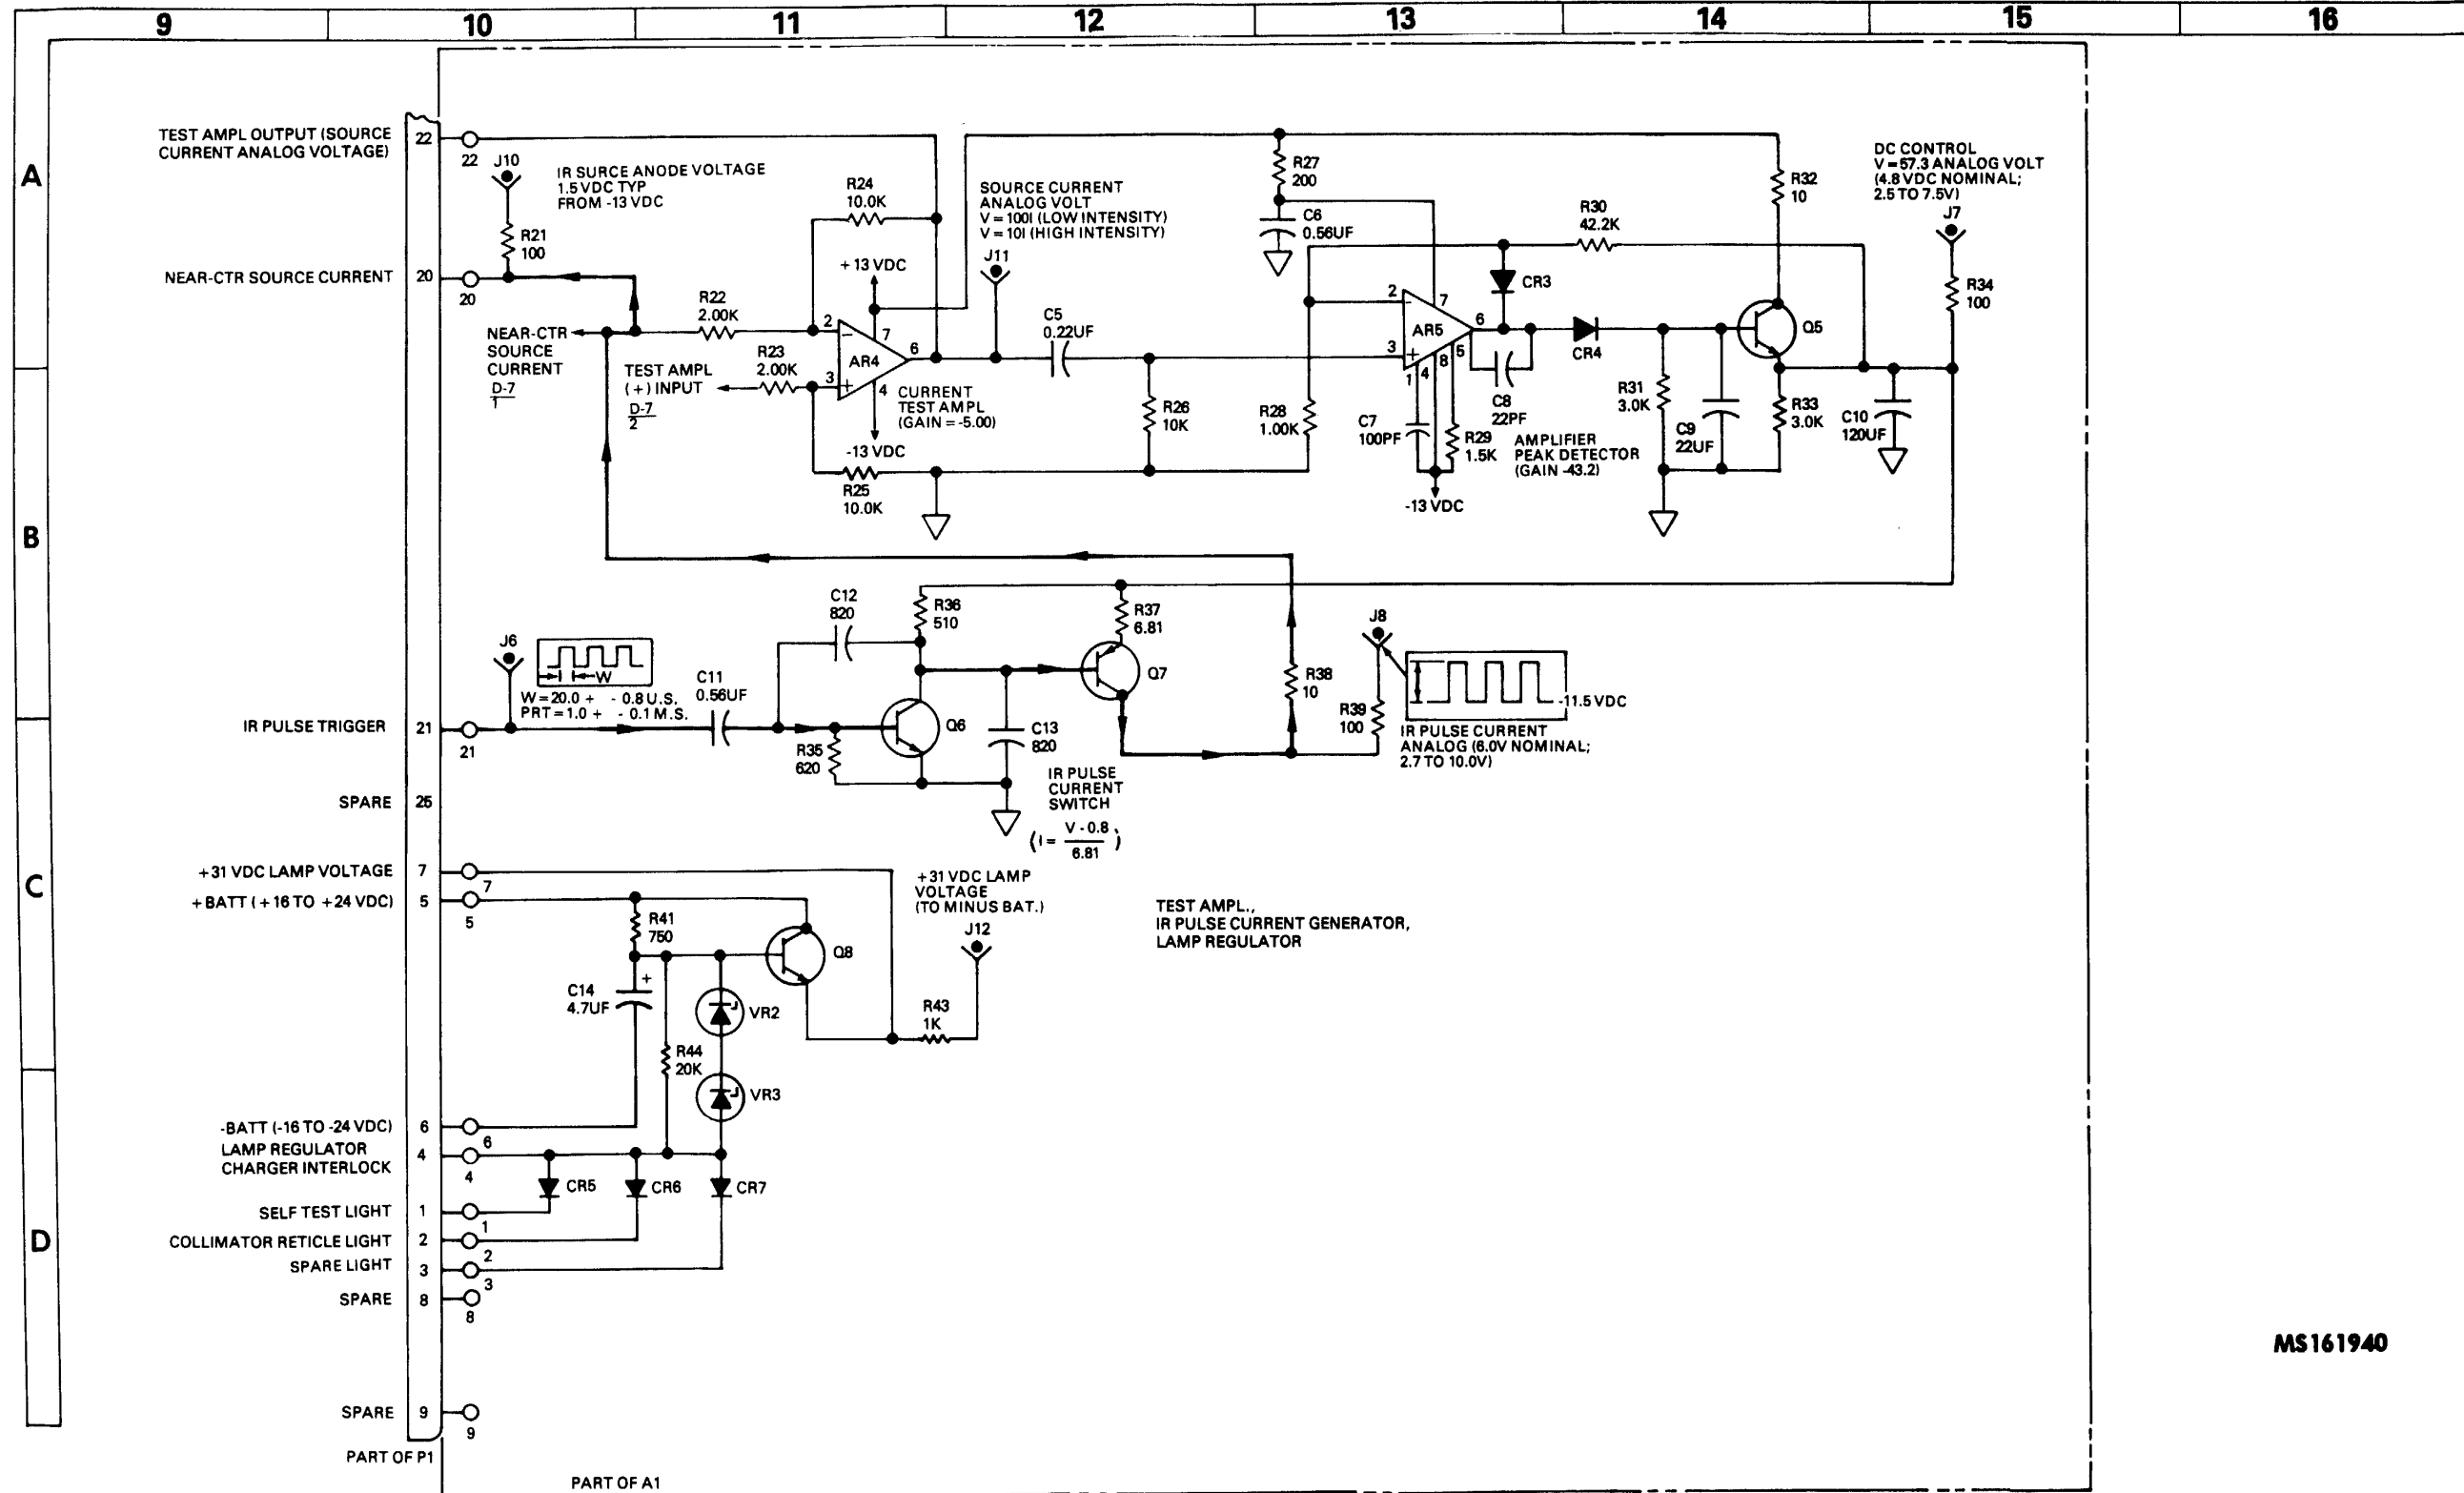 9 10 11 12 13 14 15 16
A
B
C
D
TEST AMPL OUTPUT (SOURCE
CURRENT ANALOG VOLTAGE)
22
22
J10
IR SURCE ANODE VOLTAGE
1.5 VDC TYP
FROM -13 VDC
R21
100
NEAR-CTR SOURCE CURRENT
20
20
NEAR-CTR
SOURCE
CURRENT
D-7
1
R22
2.00K
R23
2.00K
TEST AMPL
(+) INPUT
D-7
2
R24
10.0K
+13 VDC
2
-
7
AR4
6
3
+
4
-13 VDC
CURRENT
TEST AMPL
(GAIN = -5.00)
R25
10.0K
SOURCE CURRENT
ANALOG VOLT
V = 100I (LOW INTENSITY)
V = 10I (HIGH INTENSITY)
J11
C5
0.22UF
R26
10K
R27
200
C6
0.56UF
R28
1.00K
2
-
7
AR5
6
3
+
1
4
8
5
C7
100PF
R29
1.5K
-13 VDC
C8
22PF
AMPLIFIER
PEAK DETECTOR
(GAIN -43.2)
CR3
R30
42.2K
CR4
R31
3.0K
C9
22UF
R32
10
Q5
R33
3.0K
C10
120UF
DC CONTROL
V = 57.3 ANALOG VOLT
(4.8 VDC NOMINAL;
2.5 TO 7.5V)
J7
R34
100
IR PULSE TRIGGER
21
21
J6
W
W = 20.0 + - 0.8 U.S.
PRT = 1.0 + - 0.1 M.S.
C11
0.56UF
C12
820
R35
620
R36
510
Q6
C13
820
R37
6.81
Q7
IR PULSE
CURRENT
SWITCH
(I = V - 0.8
6.81 )
R38
10
J8
R39
100
-11.5 VDC
IR PULSE CURRENT
ANALOG (6.0V NOMINAL;
2.7 TO 10.0V)
SPARE
25
+31 VDC LAMP VOLTAGE
7
7
+ BATT ( + 16 TO +24 VDC)
5
5
R41
750
C14
4.7UF
+
R44
20K
VR2
VR3
Q8
R43
1K
+31 VDC LAMP
VOLTAGE
(TO MINUS BAT.)
J12
TEST AMPL.,
IR PULSE CURRENT GENERATOR,
LAMP REGULATOR
-BATT (-16 TO -24 VDC)
6
6
LAMP REGULATOR
CHARGER INTERLOCK
4
4
CR5
CR6
CR7
SELF TEST LIGHT
1
1
COLLIMATOR RETICLE LIGHT
2
2
SPARE LIGHT
3
3
SPARE
8
8
SPARE
9
9
PART OF P1
PART OF A1
MS161940